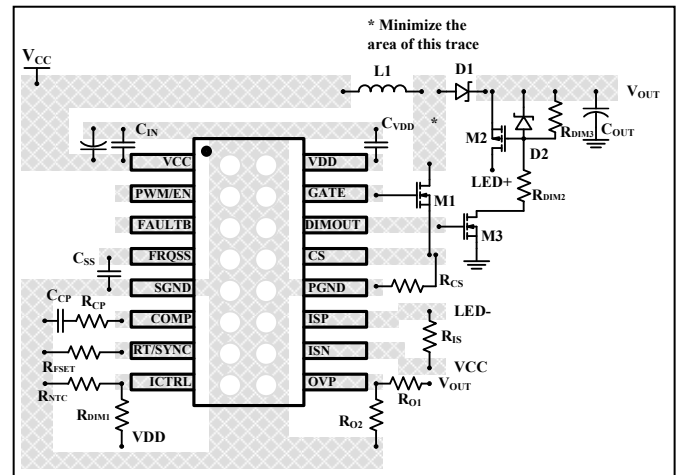 * Minimize the
area of this trace
VCC
L1
D1
VOUT
CIN
CVDD
*
M2
RDIM3
COUT
D2
VCC
VDD
LED+
PWM/EN
GATE
M1
RDIM2
FAULTB
DIMOUT
M3
CSS
FRQSS
CS
SGND
PGND
RCS
CCP
RCP
COMP
ISP
LED-
RIS
RT/SYNC
ISN
RFSET
VCC
VOUT
RNTC
ICTRL
OVP
RO1
RDIM1
RO2
VDD